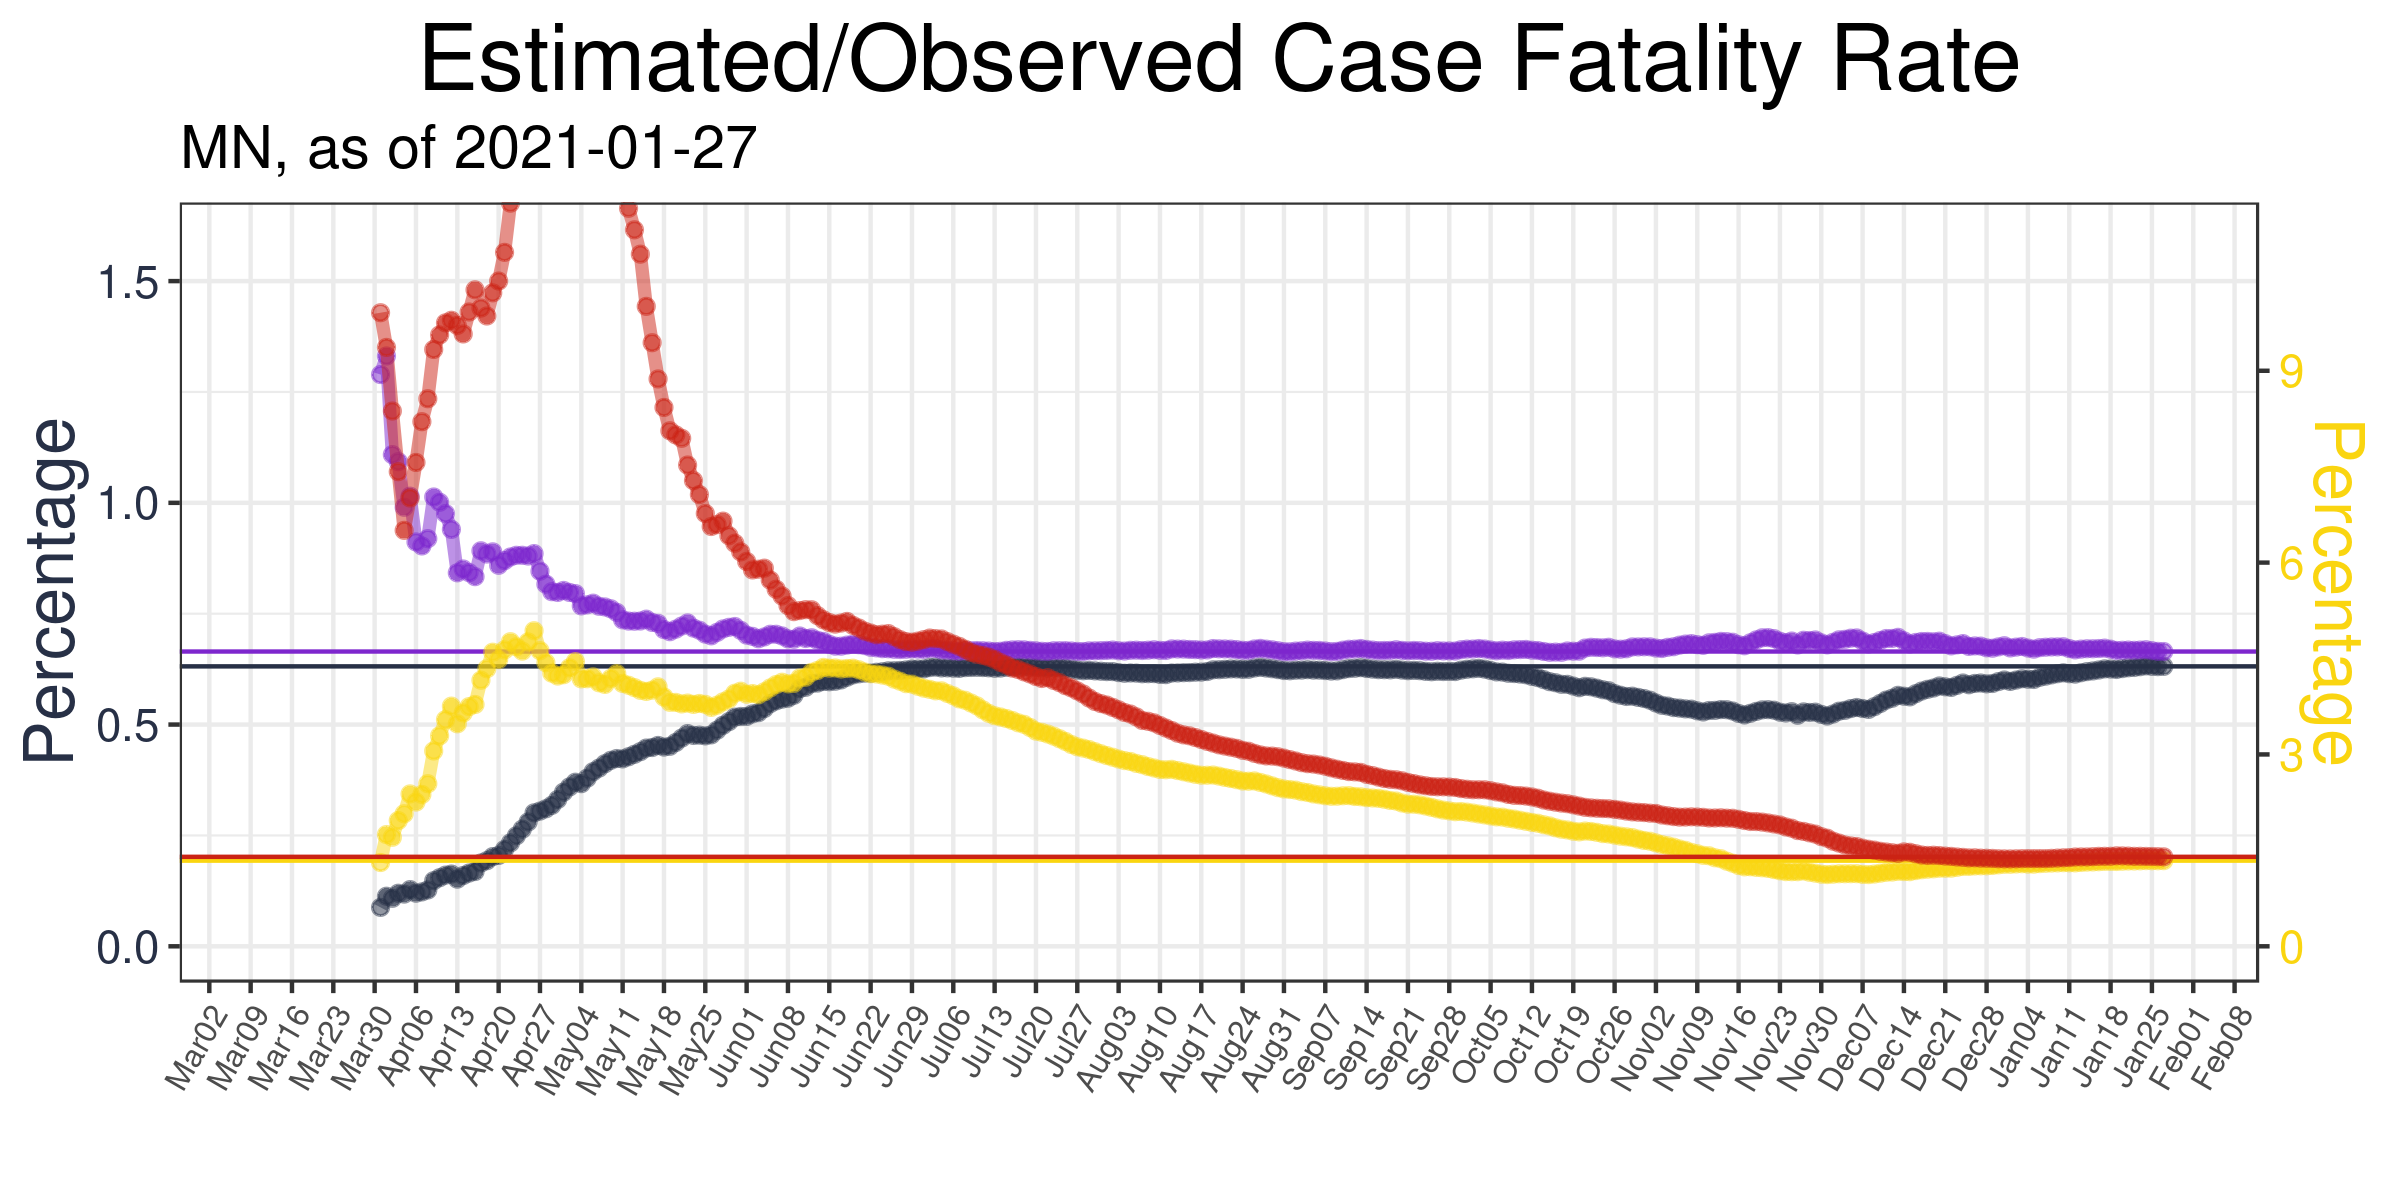 Estimated/Observed Case Fatality Rate
MN, as of 2021-01-27
Percentage
1.5
1.0
0.5
0.0
9
6
3
0
Percentage
Mar02
Mar09
Mar16
Mar23
Mar30
Apr06
Apr13
Apr20
Apr27
May04
May11
May18
May25
Jun01
Jun08
Jun15
Jun22
Jun29
Jul06
Jul13
Jul20
Jul27
Aug03
Aug10
Aug17
Aug24
Aug31
Sep07
Sep14
Sep21
Sep28
Oct05
Oct12
Oct19
Oct26
Nov02
Nov09
Nov16
Nov23
Nov30
Dec07
Dec14
Dec21
Dec28
Jan04
Jan11
Jan18
Jan25
Feb01
Feb08